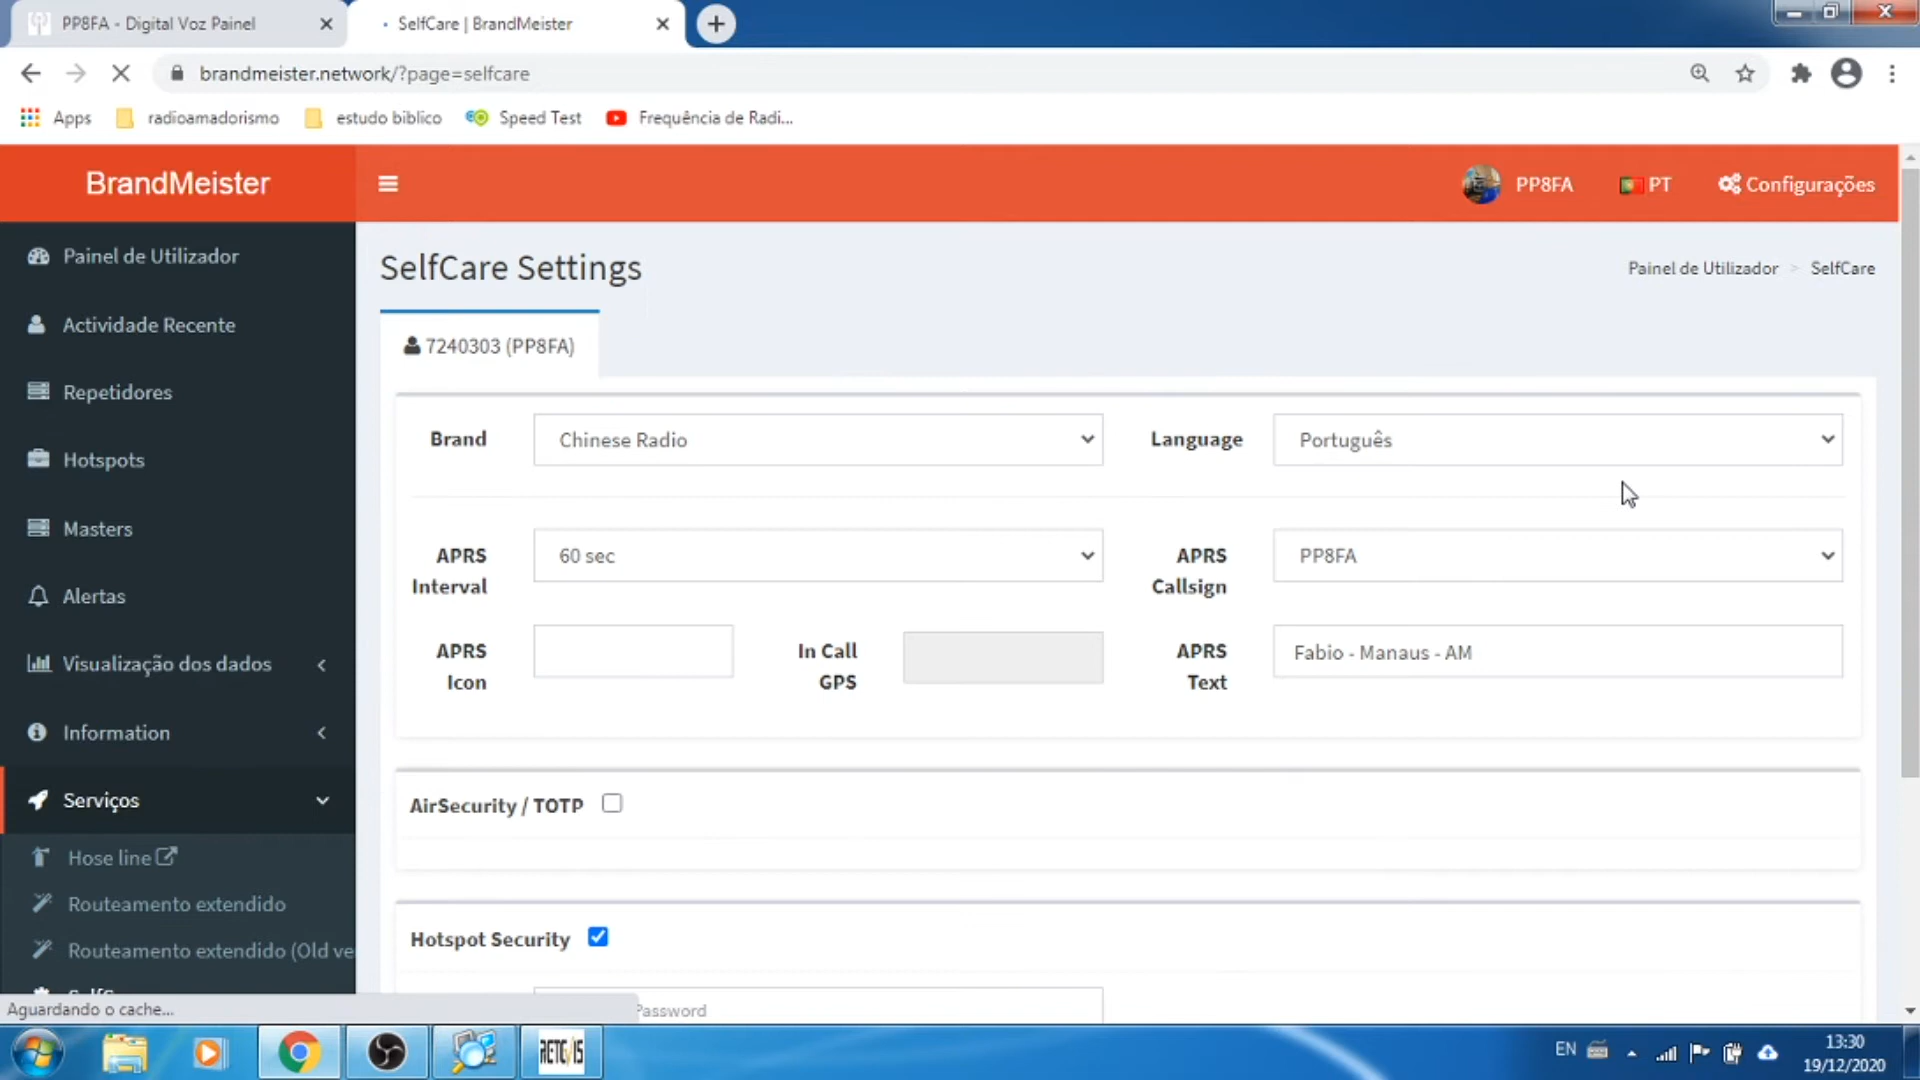 PP8FA - Digital Voz Painel
SelfCare | BrandMeister
brandmeister.network/?page=selfcare
Apps radioamadorismo estudo biblico Speed Test Frequência de Radi...
BrandMeister
PP8FA PT Configurações
Painel de Utilizador
Actividade Recente
Repetidores
Hotspots
Masters
Alertas
Visualização dos dados
Information
Serviços
Hose line
Routeamento extendido
Routeamento extendido (Old ve
SelfCare Settings
Painel de Utilizador > SelfCare
7240303 (PP8FA)
Brand Chinese Radio Language Português
APRS Interval 60 sec APRS Callsign PP8FA
APRS Icon In Call GPS APRS Text Fabio - Manaus - AM
AirSecurity / TOTP
Hotspot Security
Password
Aguardando o cache...
RETEVIS
EN
13:30
19/12/2020